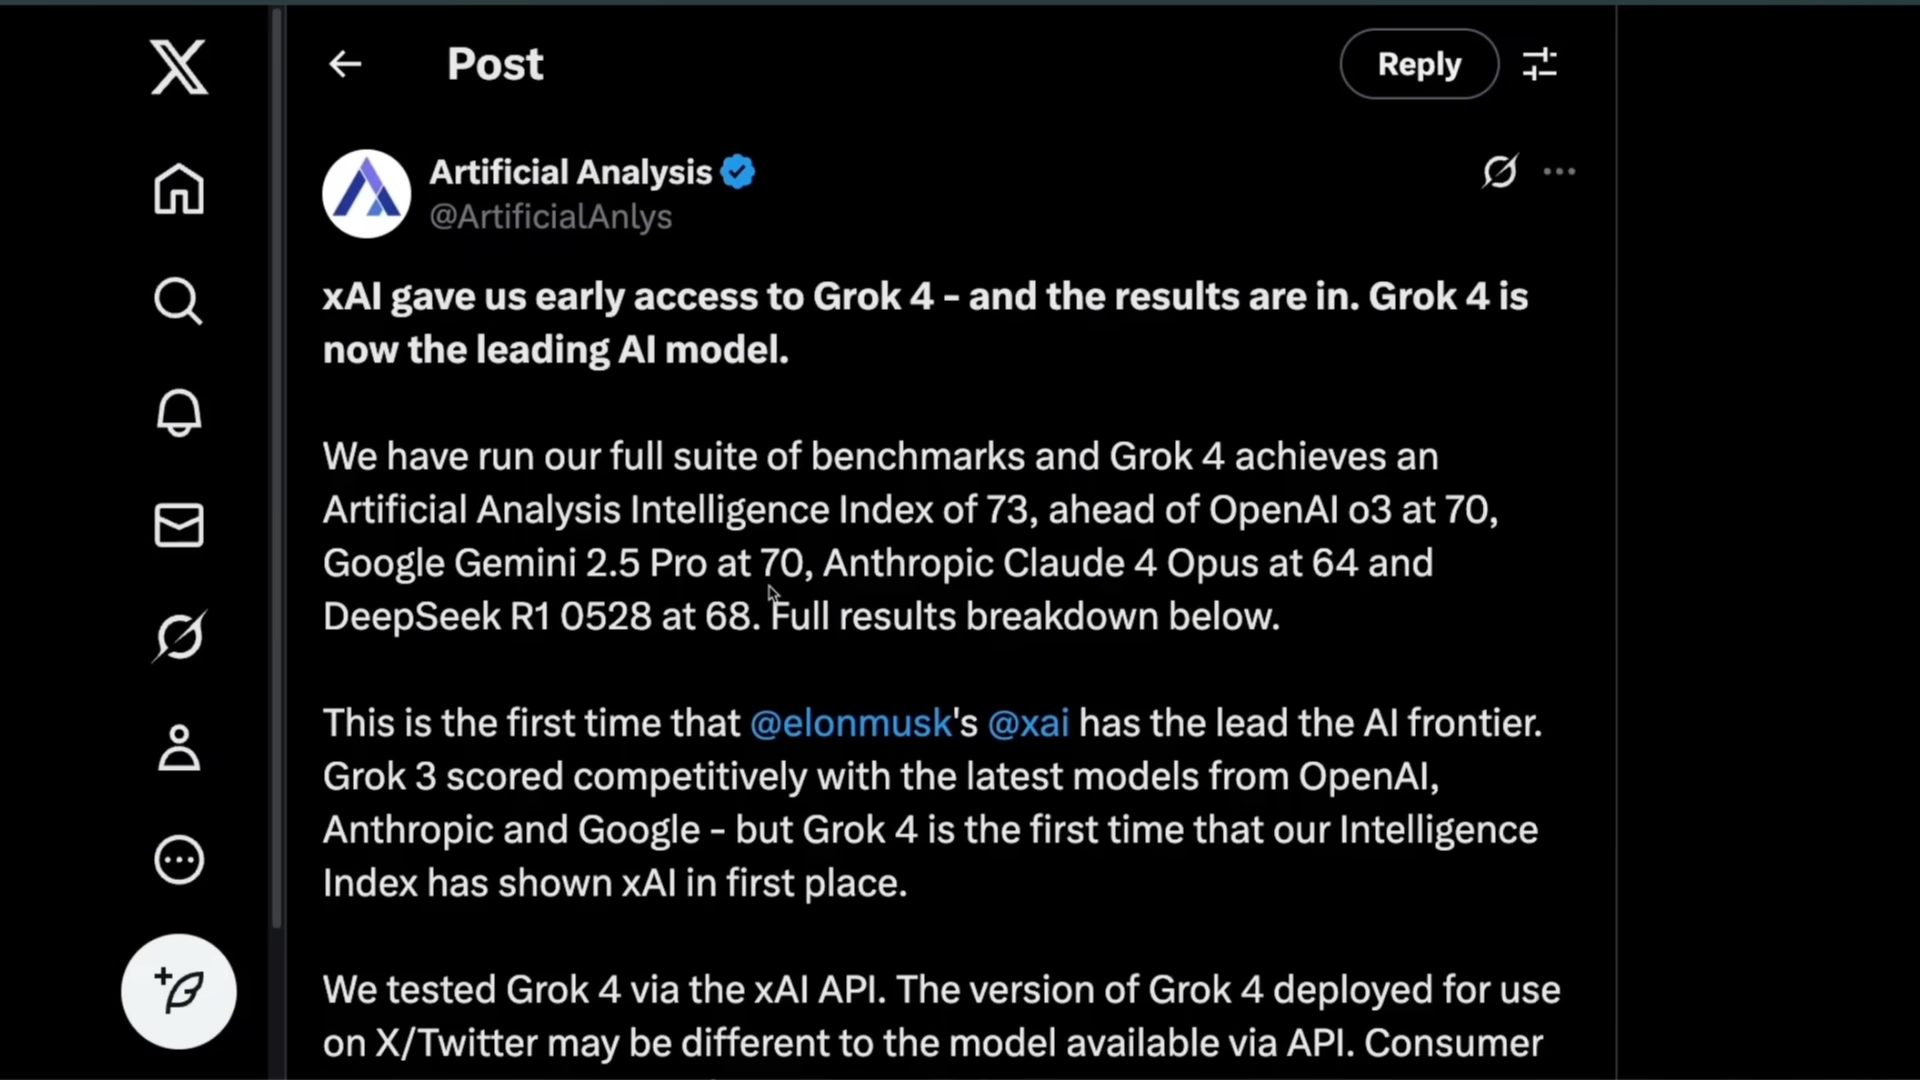 Post
Reply
Artificial Analysis
@ArtificialAnlys
xAI gave us early access to Grok 4 - and the results are in. Grok 4 is
now the leading AI model.
We have run our full suite of benchmarks and Grok 4 achieves an
Artificial Analysis Intelligence Index of 73, ahead of OpenAI o3 at 70,
Google Gemini 2.5 Pro at 70, Anthropic Claude 4 Opus at 64 and
DeepSeek R1 0528 at 68. Full results breakdown below.
This is the first time that @elonmusk's @xai has the lead the AI frontier.
Grok 3 scored competitively with the latest models from OpenAI,
Anthropic and Google - but Grok 4 is the first time that our Intelligence
Index has shown xAI in first place.
We tested Grok 4 via the xAI API. The version of Grok 4 deployed for use
on X/Twitter may be different to the model available via API. Consumer